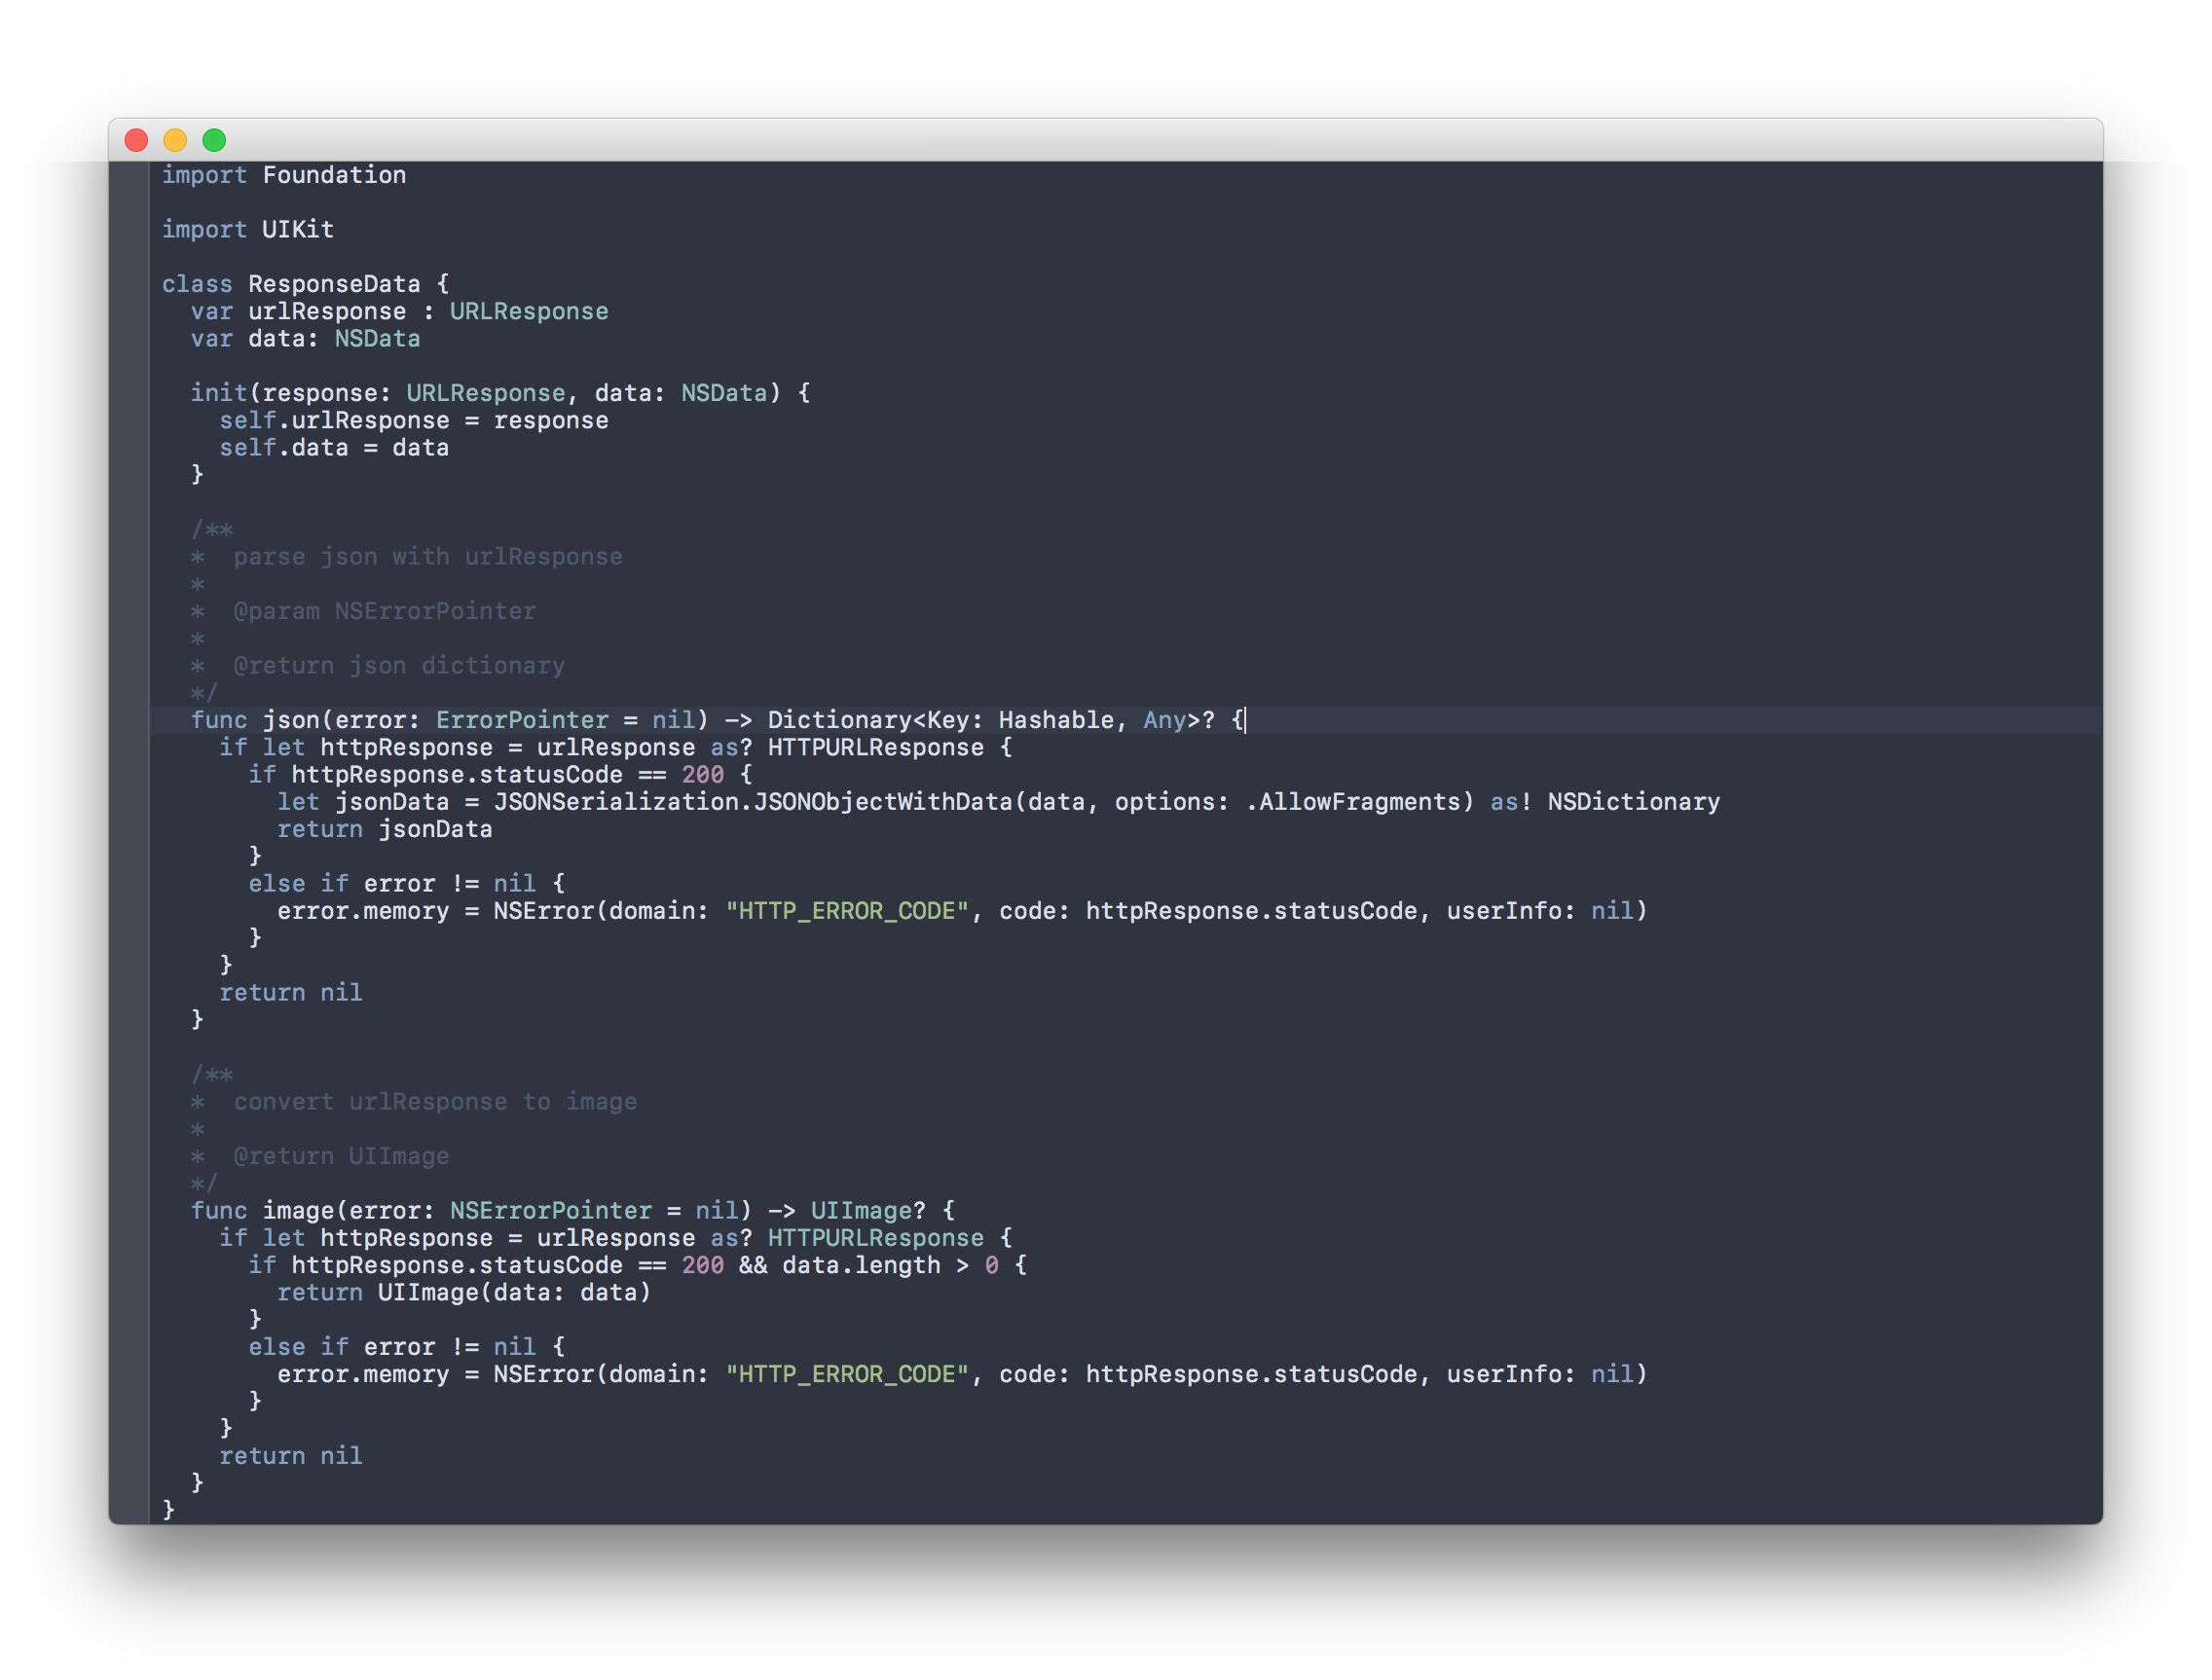 import Foundation
import UIKit
class ResponseData {
  var urlResponse : URLResponse
  var data: NSData
  init(response: URLResponse, data: NSData) {
    self.urlResponse = response
    self.data = data
  }
  /**
  *  parse json with urlResponse
  *
  *  @param NSErrorPointer
  *
  *  @return json dictionary
  */
  func json(error: ErrorPointer = nil) -> Dictionary<Key: Hashable, Any>? {
    if let httpResponse = urlResponse as? HTTPURLResponse {
      if httpResponse.statusCode == 200 {
        let jsonData = JSONSerialization.JSONObjectWithData(data, options: .AllowFragments) as! NSDictionary
        return jsonData
      }
      else if error != nil {
        error.memory = NSError(domain: "HTTP_ERROR_CODE", code: httpResponse.statusCode, userInfo: nil)
      }
    }
    return nil
  }
  /**
  *  convert urlResponse to image
  *
  *  @return UIImage
  */
  func image(error: NSErrorPointer = nil) -> UIImage? {
    if let httpResponse = urlResponse as? HTTPURLResponse {
      if httpResponse.statusCode == 200 && data.length > 0 {
        return UIImage(data: data)
      }
      else if error != nil {
        error.memory = NSError(domain: "HTTP_ERROR_CODE", code: httpResponse.statusCode, userInfo: nil)
      }
    }
    return nil
  }
}